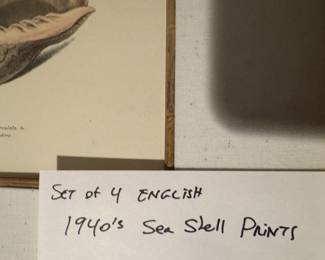 SET of 4 ENGLISH
1940's Sea Shell PRINTS